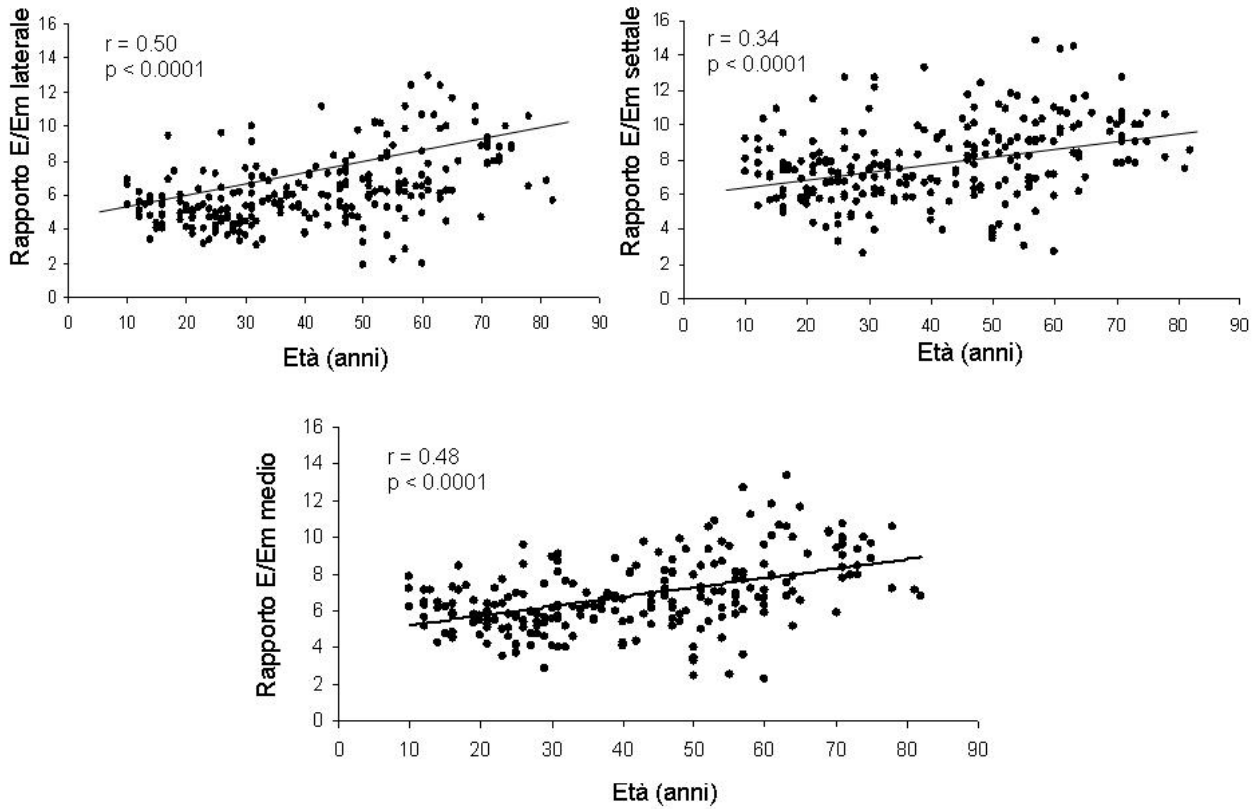 r = 0.50
p < 0.0001
Rapporto E/Em laterale
16
14
12
10
8
6
4
2
0
0 10 20 30 40 50 60 70 80 90
Età (anni)
r = 0.34
p < 0.0001
Rapporto E/Em settale
16
14
12
10
8
6
4
2
0
0 10 20 30 40 50 60 70 80 90
Età (anni)
r = 0.48
p < 0.0001
Rapporto E/Em medio
16
14
12
10
8
6
4
2
0
0 10 20 30 40 50 60 70 80 90
Età (anni)